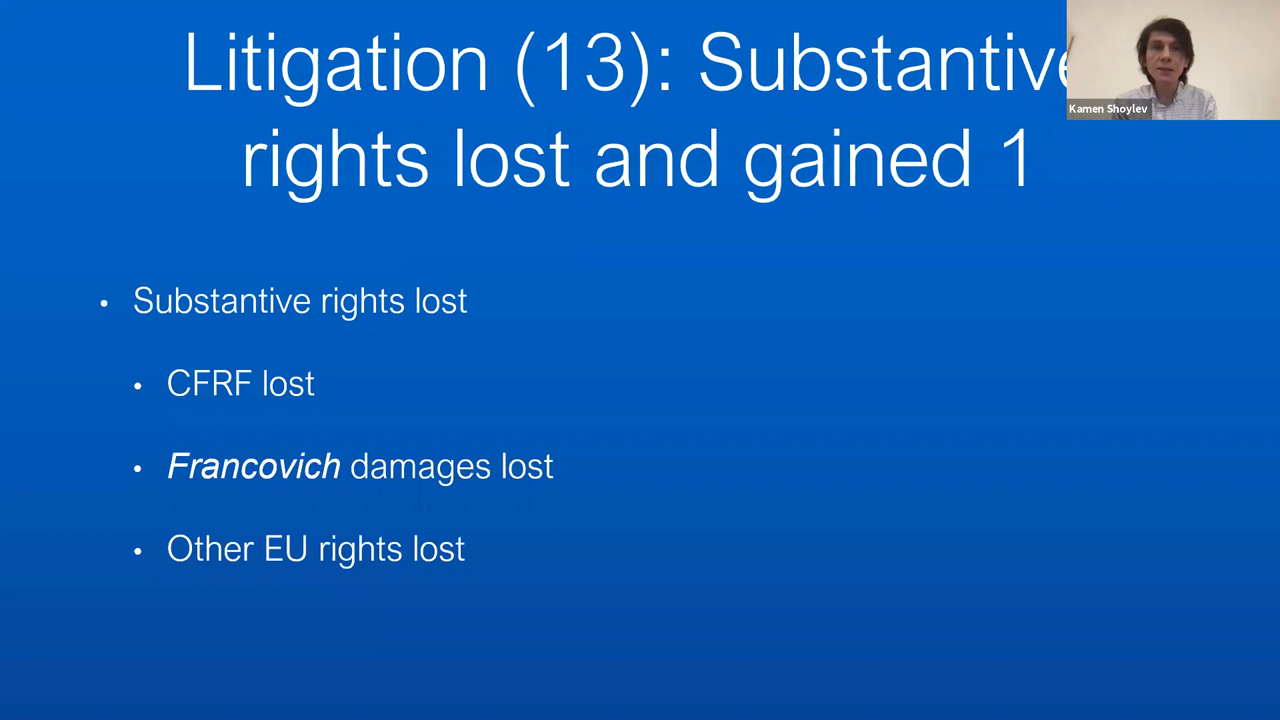 Litigation (13): Substantive
rights lost and gained 1
Kamen Shoylev
• Substantive rights lost
• CFRF lost
• Francovich damages lost
• Other EU rights lost